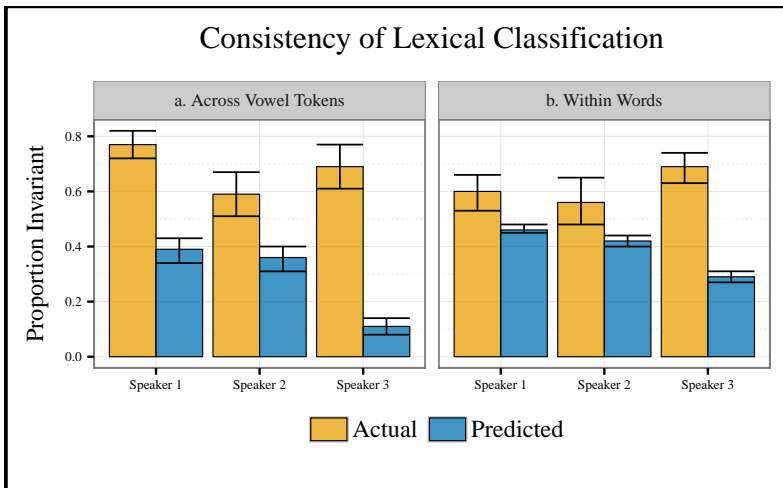 Consistency of Lexical Classification
a. Across Vowel Tokens
b. Within Words
Proportion Invariant
0.8
0.6
0.4
0.2
0.0
Speaker 1 Speaker 2 Speaker 3
Speaker 1 Speaker 2 Speaker 3
Actual Predicted